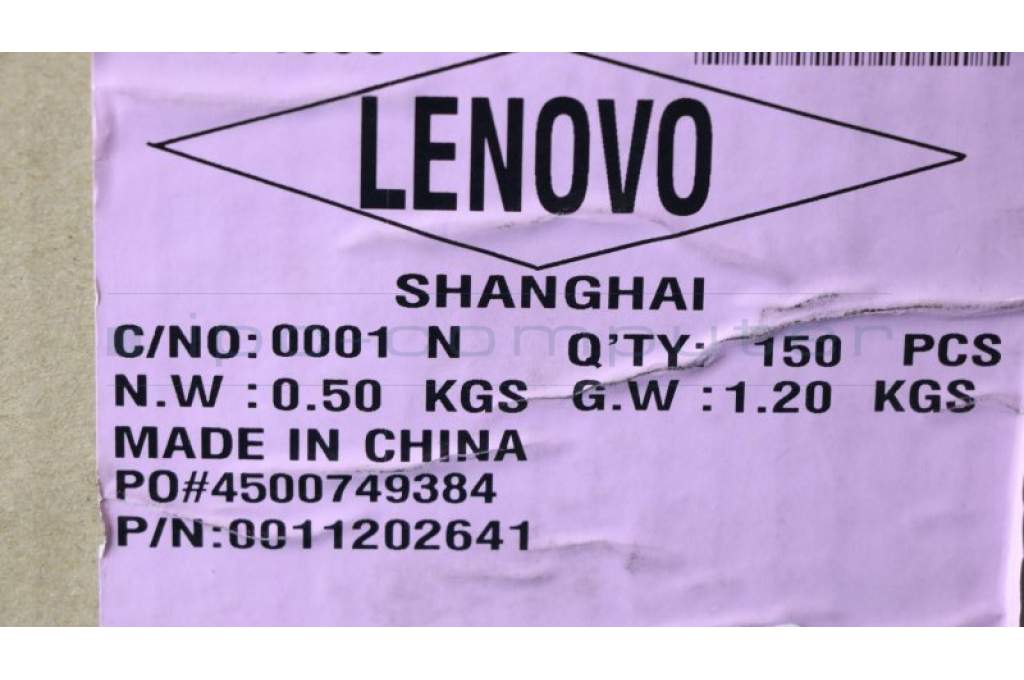 LENOVO
SHANGHAI
C/NO:0001 N Q'TY: 150 PCS
N.W :0.50 KGS G.W :1.20 KGS
MADE IN CHINA
PO#4500749384
P/N:0011202641